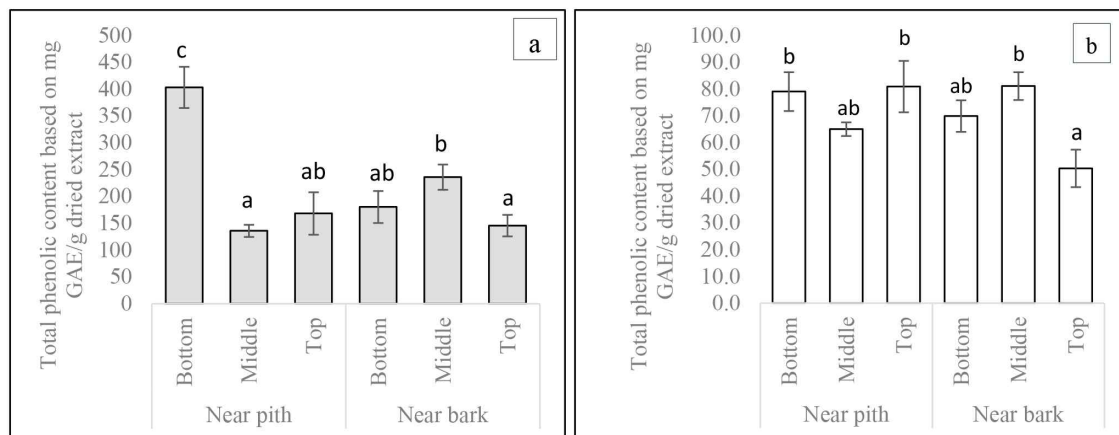 a
Total phenolic content based on mg
GAE/g dried extract
500
450
400
350
300
250
200
150
100
50
0
c
a
ab
ab
b
a
Bottom
Middle
Top
Bottom
Middle
Top
Near pith
Near bark
b
Total phenolic content based on mg
GAE/g dried extract
100.0
90.0
80.0
70.0
60.0
50.0
40.0
30.0
20.0
10.0
0.0
b
ab
b
ab
b
a
Bottom
Middle
Top
Bottom
Middle
Top
Near pith
Near bark